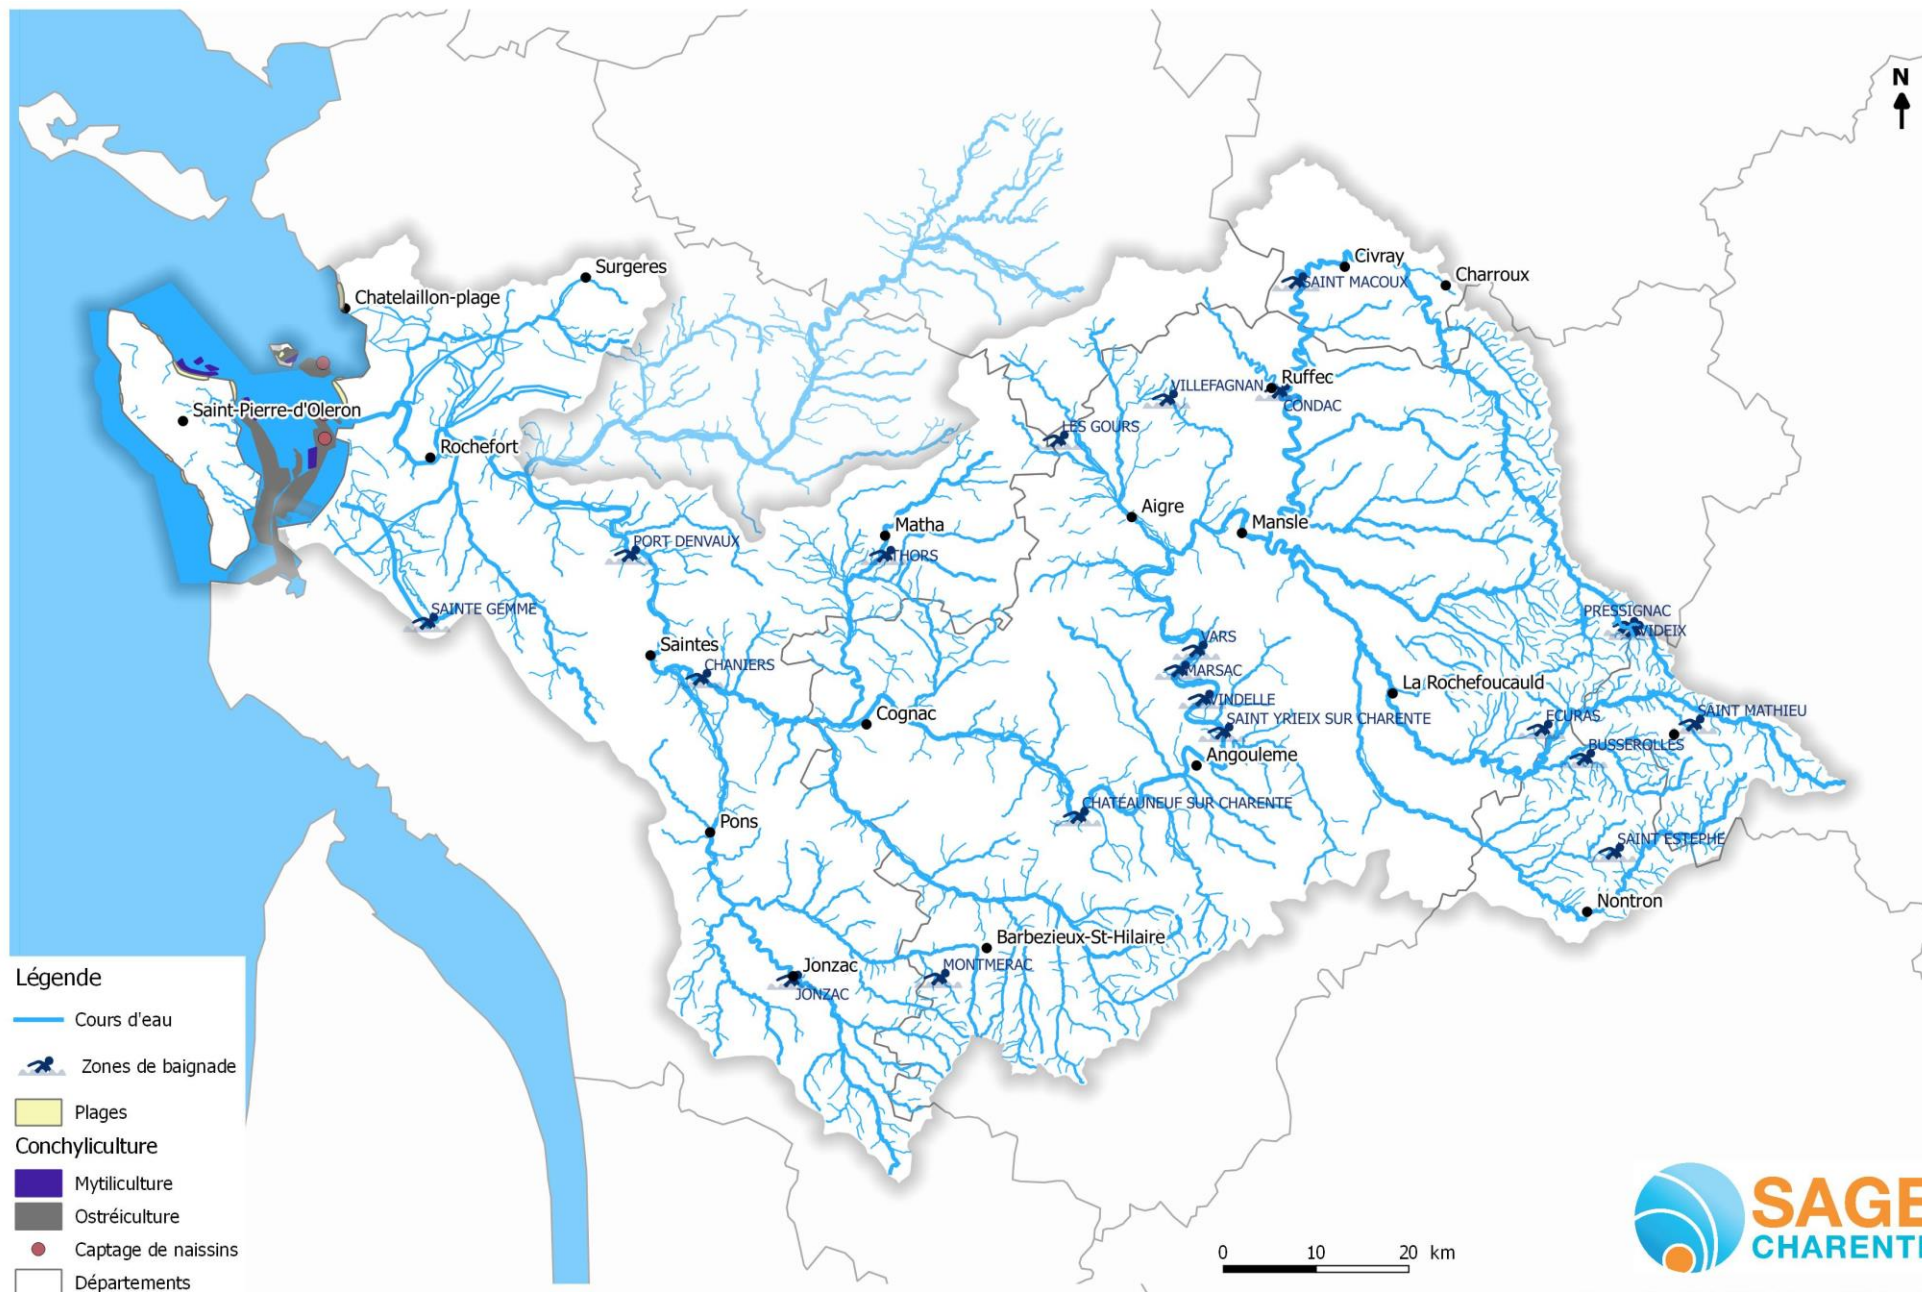 N
Civray
SAINT MACOUX
Charroux
Surgeres
Chatelaillon-plage
Ruffec
VILLEFAGNAN
CONDAC
Saint-Pierre-d'Oleron
LES GOURS
Rochefort
Aigre
Mansle
Matha
THORS
PORT DENVAUX
SAINTE GEMME
PRESSIGNAC
VIDEIX
VARS
Saintes
CHANIERS
MARSAC
La Rochefoucauld
VINDELLE
Cognac
SAINT YRIEIX SUR CHARENTE
ECURAS
SAINT MATHIEU
BUSSEROLLES
Angouleme
CHATEAUNEUF SUR CHARENTE
Pons
SAINT ESTEPHE
Nontron
Barbezieux-St-Hilaire
Jonzac
MONTMERAC
JONZAC
Légende
Cours d'eau
Zones de baignade
Plages
Conchyliculture
Mytiliculture
Ostréiculture
Captage de naissins
Départements
0 10 20 km
SAGE
CHARENT